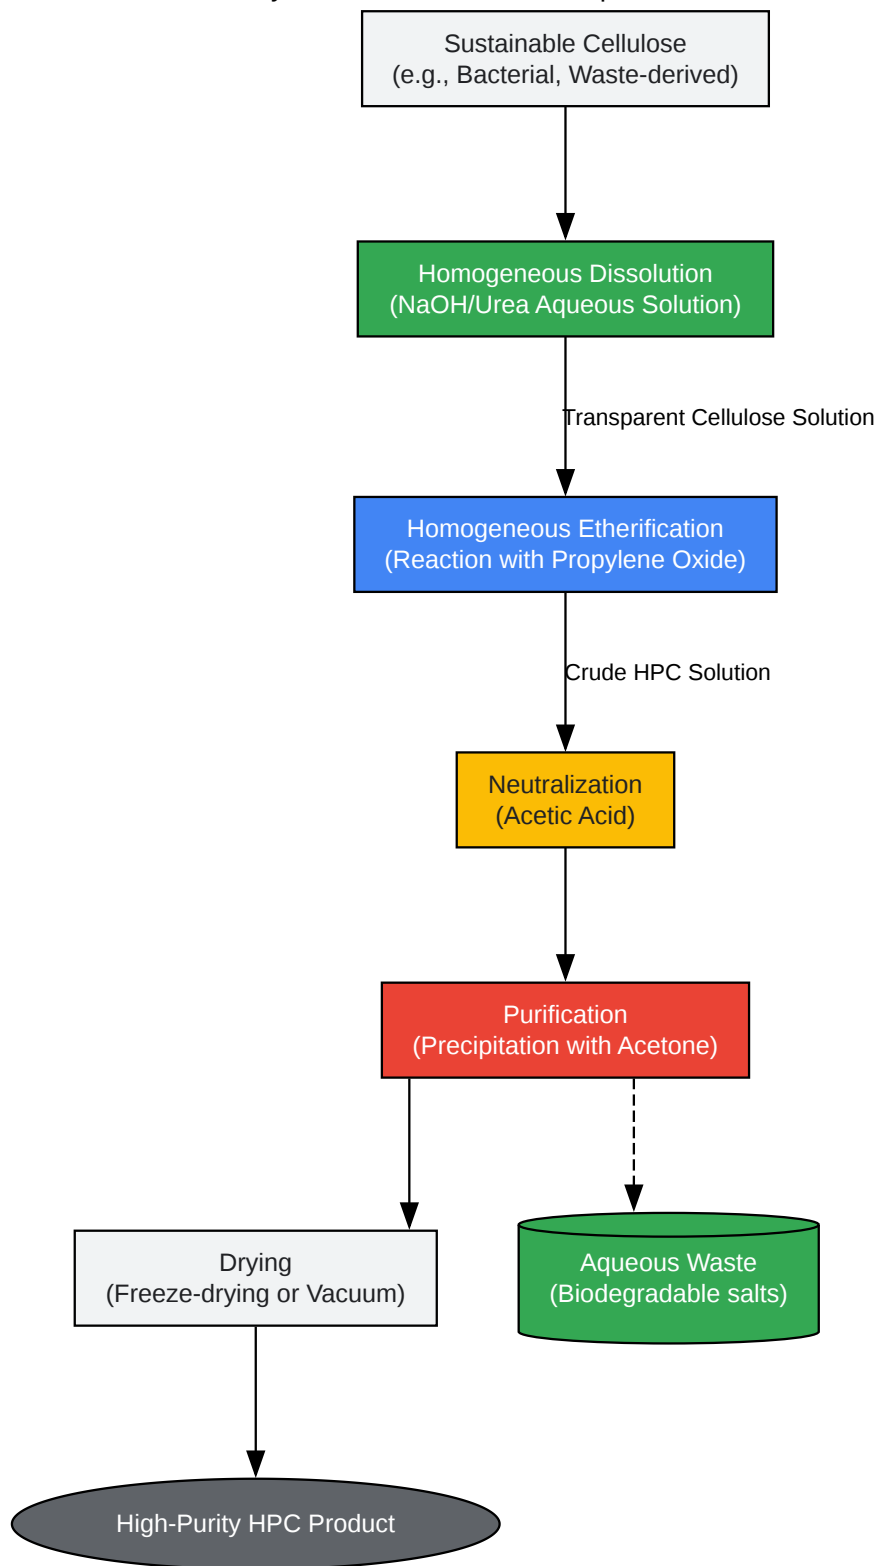 Sustainable Cellulose
(e.g., Bacterial, Waste-derived)
Homogeneous Dissolution
(NaOH/Urea Aqueous Solution)
Transparent Cellulose Solution
Homogeneous Etherification
(Reaction with Propylene Oxide)
Crude HPC Solution
Neutralization
(Acetic Acid)
Purification
(Precipitation with Acetone)
Drying
(Freeze-drying or Vacuum)
Aqueous Waste
(Biodegradable salts)
High-Purity HPC Product